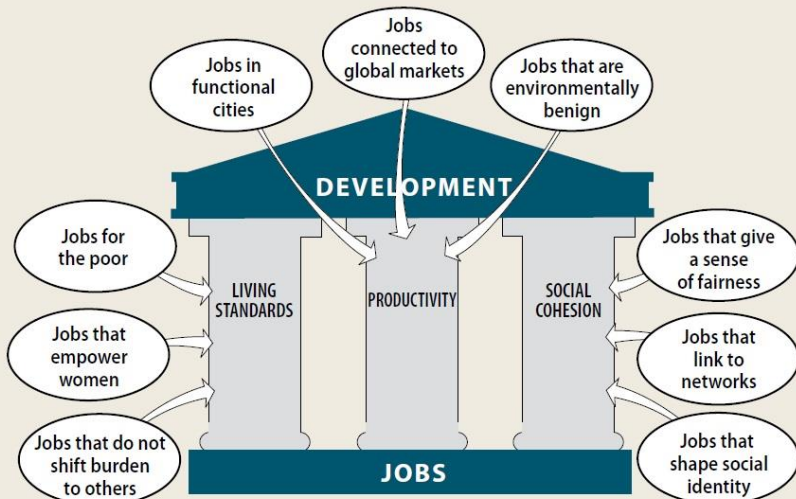 Jobs in
functional
cities
Jobs
connected to
global markets
Jobs that are
environmentally
benign
DEVELOPMENT
Jobs for
the poor
Jobs that
empower
women
Jobs that do not
shift burden
to others
LIVING
STANDARDS
PRODUCTIVITY
SOCIAL
COHESION
Jobs that give
a sense
of fairness
Jobs that
link to
networks
Jobs that
shape social
identity
JOBS